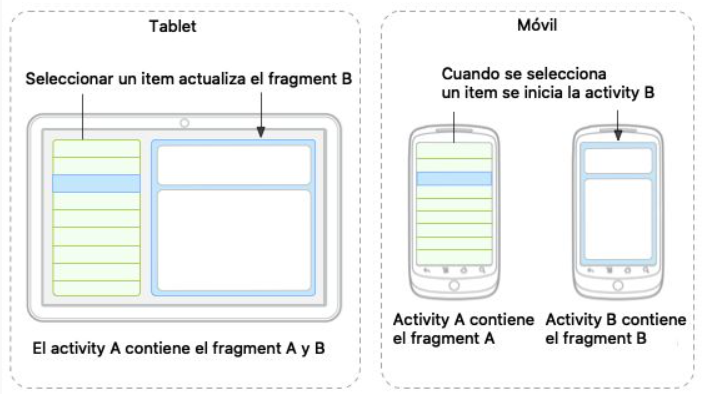 Tablet
Seleccionar un item actualiza el fragment B
El activity A contiene el fragment A y B
Móvil
Cuando se selecciona
un item se inicia la activity B
Activity A contiene
el fragment A
Activity B contiene
el fragment B